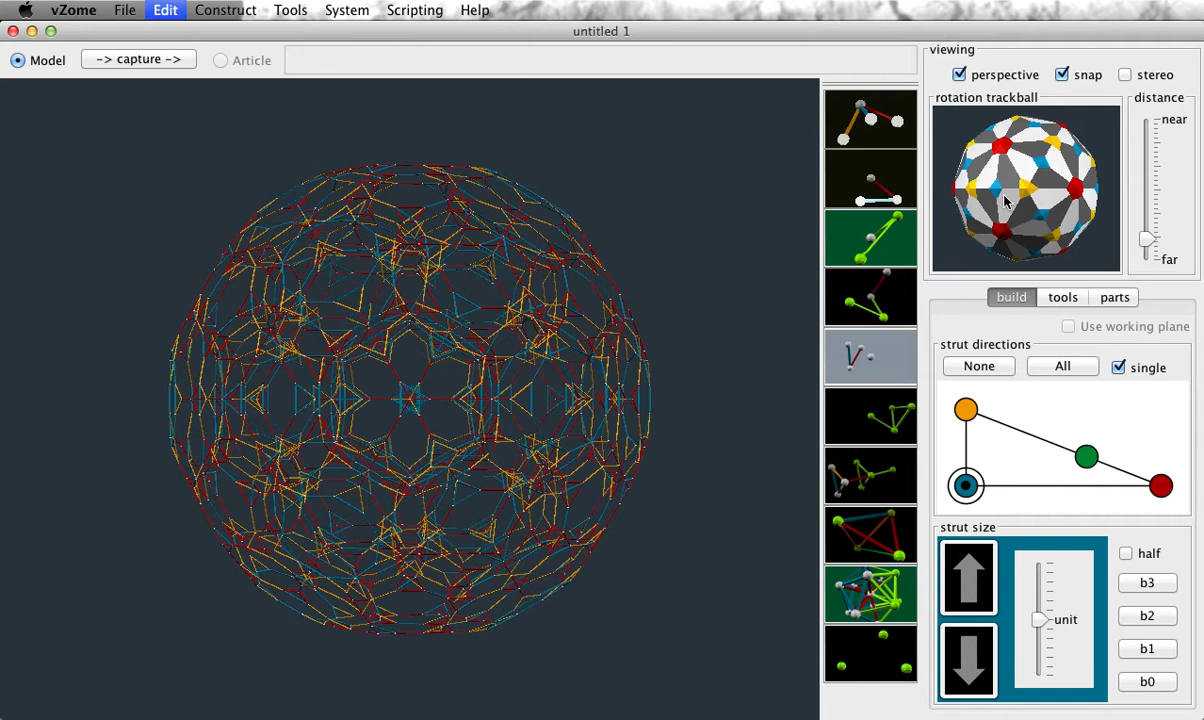 vZome File Edit Construct Tools System Scripting Help
untitled 1
Model -> capture -> Article
viewing
perspective snap stereo
rotation trackball distance
near
far
build tools parts
Use working plane
strut directions
None All single
strut size
half
b3
unit b2
b1
b0